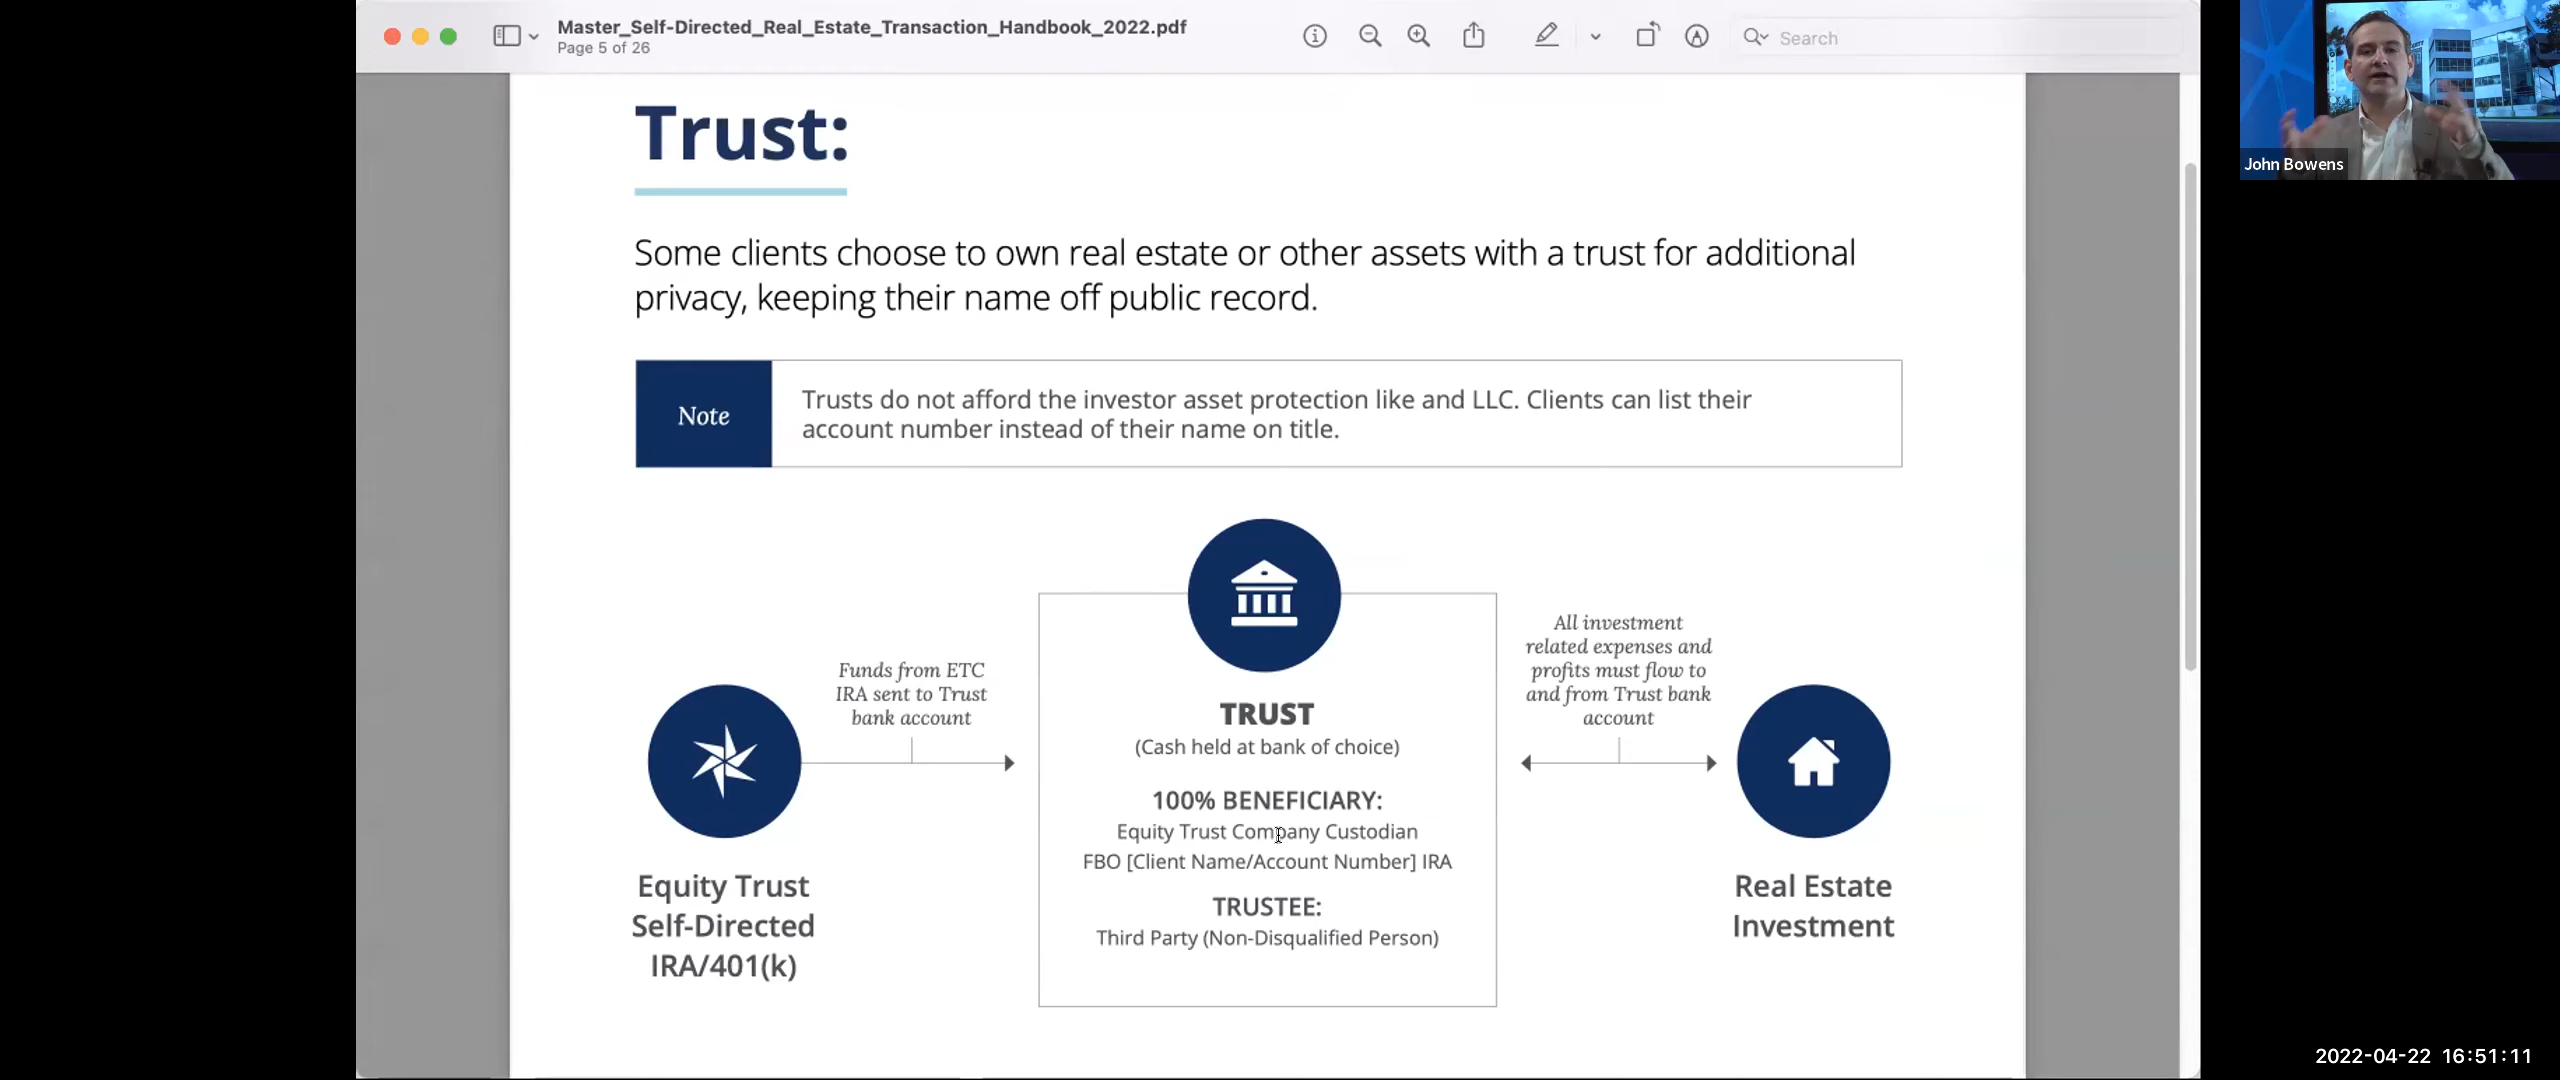 Master_Self-Directed_Real_Estate_Transaction_Handbook_2022.pdf
Page 5 of 26
Search
John Bowens
Trust:
Some clients choose to own real estate or other assets with a trust for additional
privacy, keeping their name off public record.
Note
Trusts do not afford the investor asset protection like and LLC. Clients can list their
account number instead of their name on title.
Funds from ETC
IRA sent to Trust
bank account
Equity Trust
Self-Directed
IRA/401(k)
TRUST
(Cash held at bank of choice)
100% BENEFICIARY:
Equity Trust Company Custodian
FBO [Client Name/Account Number] IRA
TRUSTEE:
Third Party (Non-Disqualified Person)
All investment
related expenses and
profits must flow to
and from Trust bank
account
Real Estate
Investment
2022-04-22 16:51:11